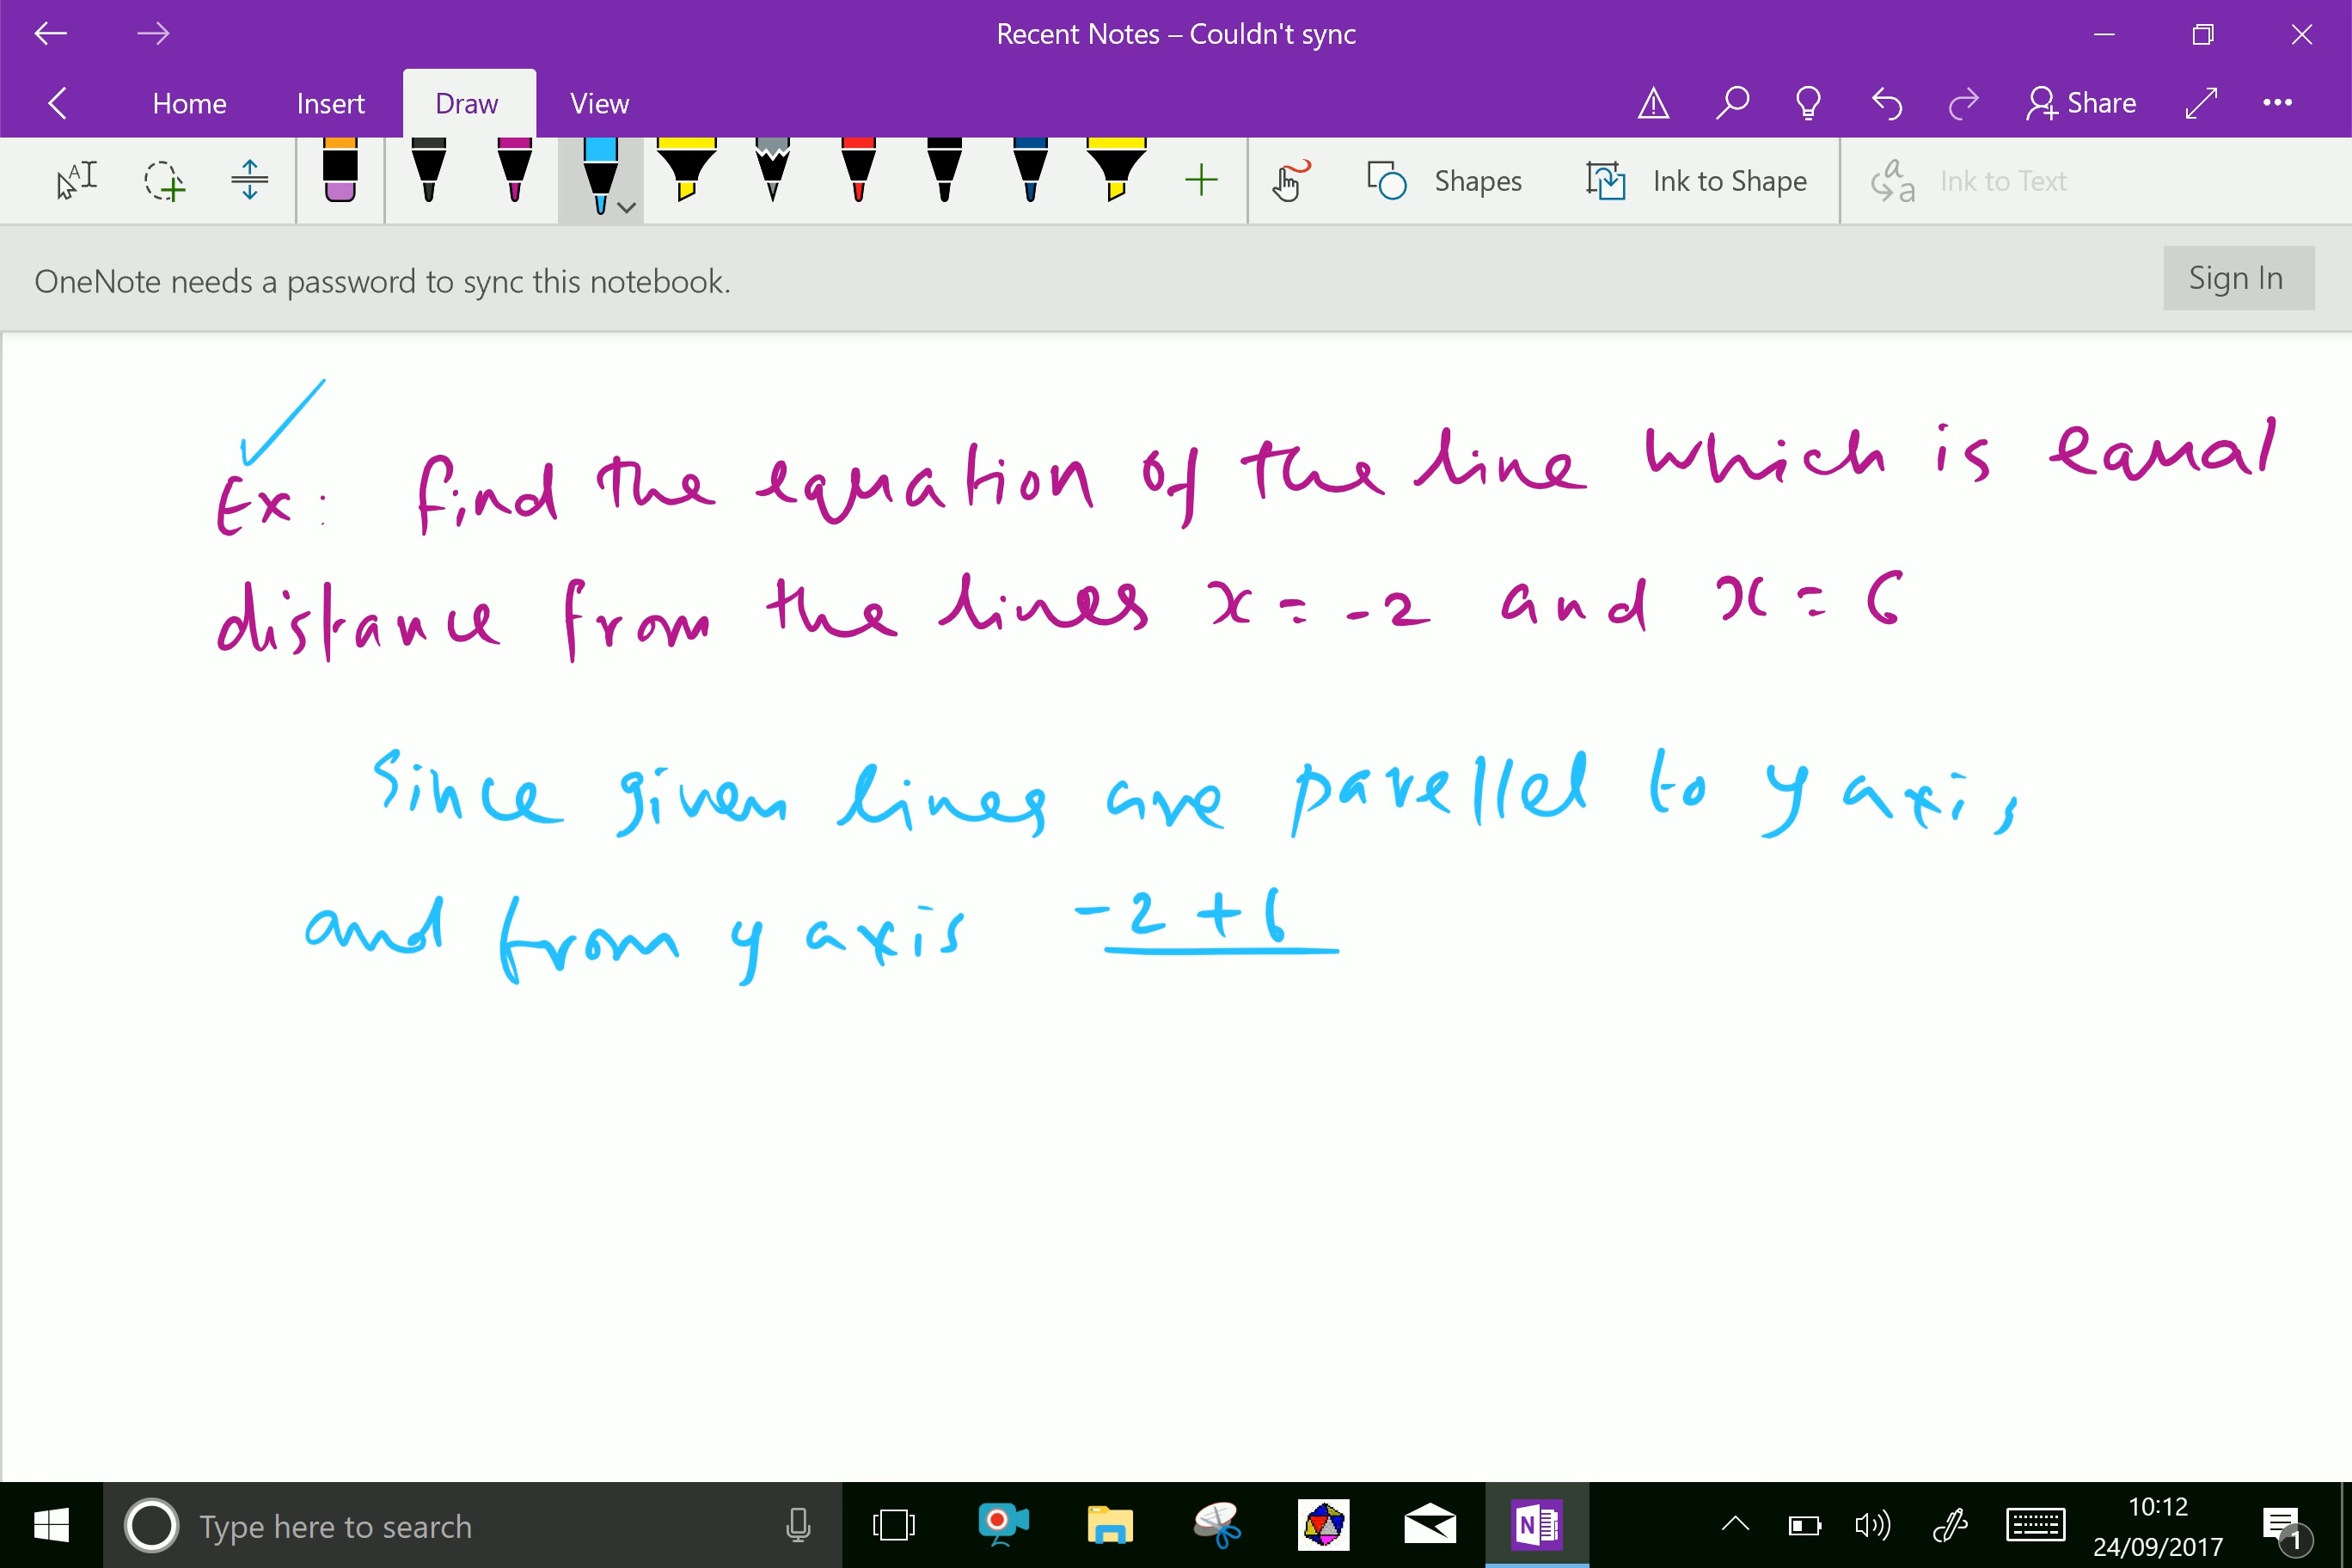 Recent Notes – Couldn't sync
Home Insert Draw View Share
Shapes Ink to Shape Ink to Text
OneNote needs a password to sync this notebook.
Sign In
Ex: find the equation of the line which is equal
distance from the lines x = -2 and x = 6
Since given lines are parellel to y axis
and from y axis -2 + 6
Type here to search
10:12
24/09/2017
1